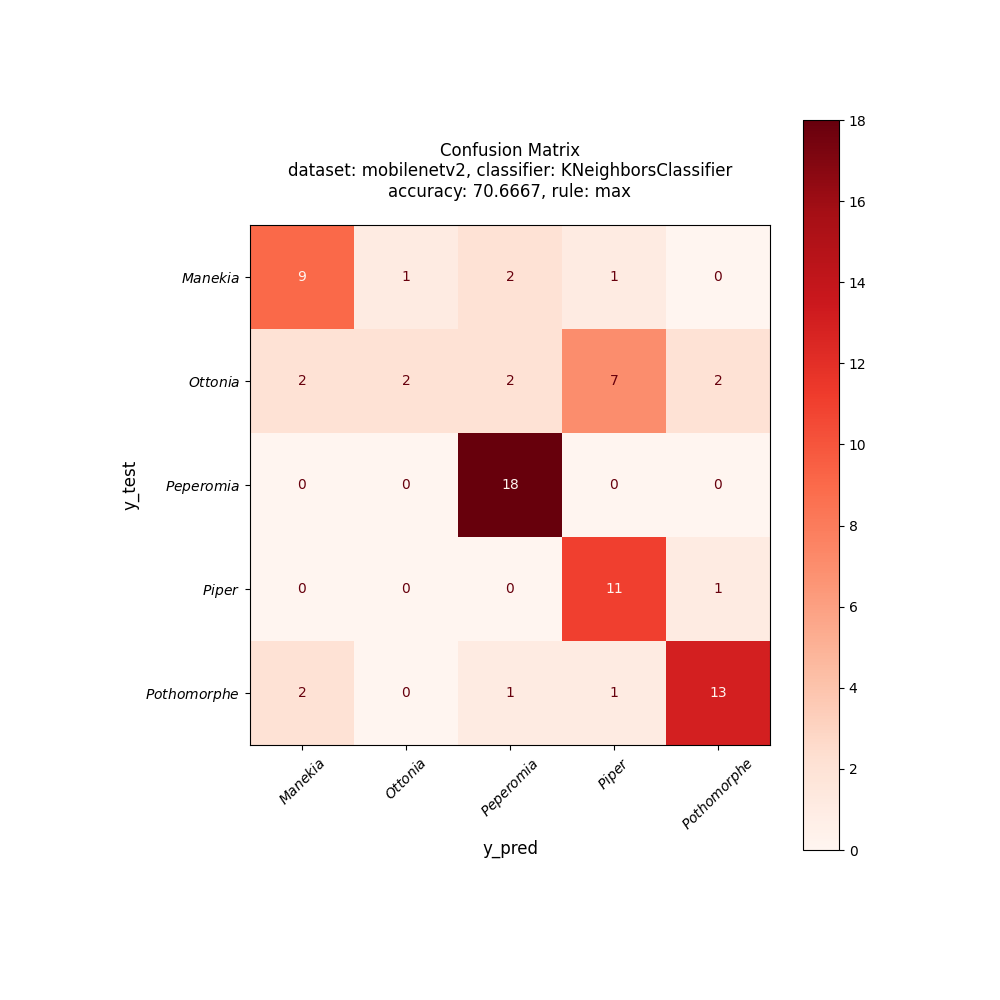 Confusion Matrix
dataset: mobilenetv2, classifier: KNeighborsClassifier
accuracy: 70.6667, rule: max
y_test
Manekia 9 1 2 1 0
Ottonia 2 2 2 7 2
Peperomia 0 0 18 0 0
Piper 0 0 0 11 1
Pothomorphe 2 0 1 1 13
Manekia Ottonia Peperomia Piper Pothomorphe
y_pred
18
16
14
12
10
8
6
4
2
0